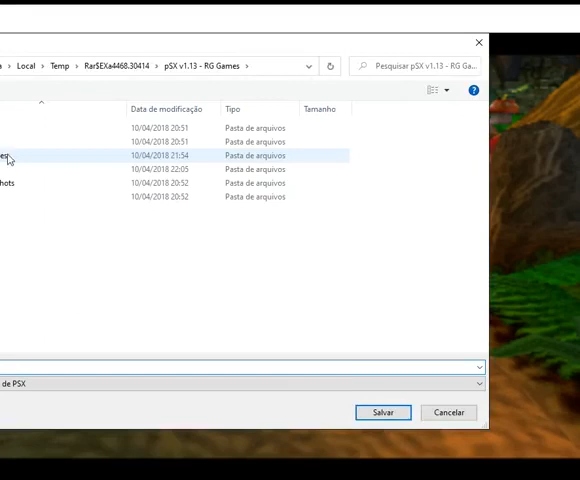 Local > Temp > Rar$EXa4468.30414 > pSX v1.13 - RG Games >
Pesquisar pSX v1.13 - RG Ga...
Data de modificação Tipo Tamanho
10/04/2018 20:51 Pasta de arquivos
10/04/2018 20:51 Pasta de arquivos
es 10/04/2018 21:54 Pasta de arquivos
10/04/2018 22:05 Pasta de arquivos
hots 10/04/2018 20:52 Pasta de arquivos
10/04/2018 20:52 Pasta de arquivos
de PSX
Salvar Cancelar